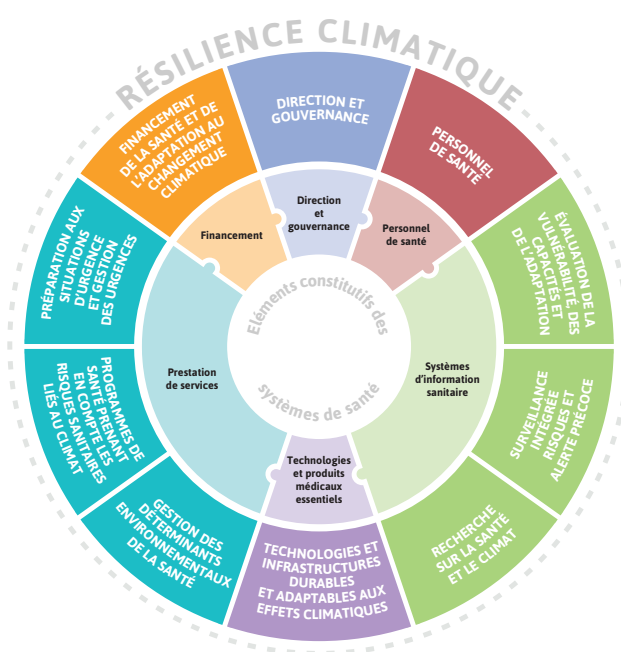 RÉSILIENCE CLIMATIQUE
DIRECTION ET
GOUVERNANCE
PERSONNEL
DE SANTÉ
ÉVALUATION DE LA
VULNÉRABILITÉ, DES
CAPACITÉS ET
DE L'ADAPTATION
SURVEILLANCE
INTÉGRÉE
RISQUES ET
ALERTE PRÉCOCE
RECHERCHE
SUR LA SANTÉ
ET LE CLIMAT
TECHNOLOGIES ET
INFRASTRUCTURES
DURABLES
ET ADAPTABLES AUX
EFFETS CLIMATIQUES
GESTION DES
DÉTERMINANTS
ENVIRONNEMENTAUX
DE LA SANTÉ
PROGRAMMES DE
SANTÉ PRENANT
EN COMPTE LES
RISQUES SANITAIRES
LIÉS AU CLIMAT
PRÉPARATION AUX
SITUATIONS
D'URGENCE
ET GESTION
DES URGENCES
FINANCEMENT
DE LA SANTÉ ET DE
L'ADAPTATION AU
CHANGEMENT
CLIMATIQUE
Direction
et
gouvernance
Personnel
de santé
Systèmes
d'information
sanitaire
Technologies
et produits
médicaux
essentiels
Prestation
de services
Financement
Eléments constitutifs des
systèmes de santé